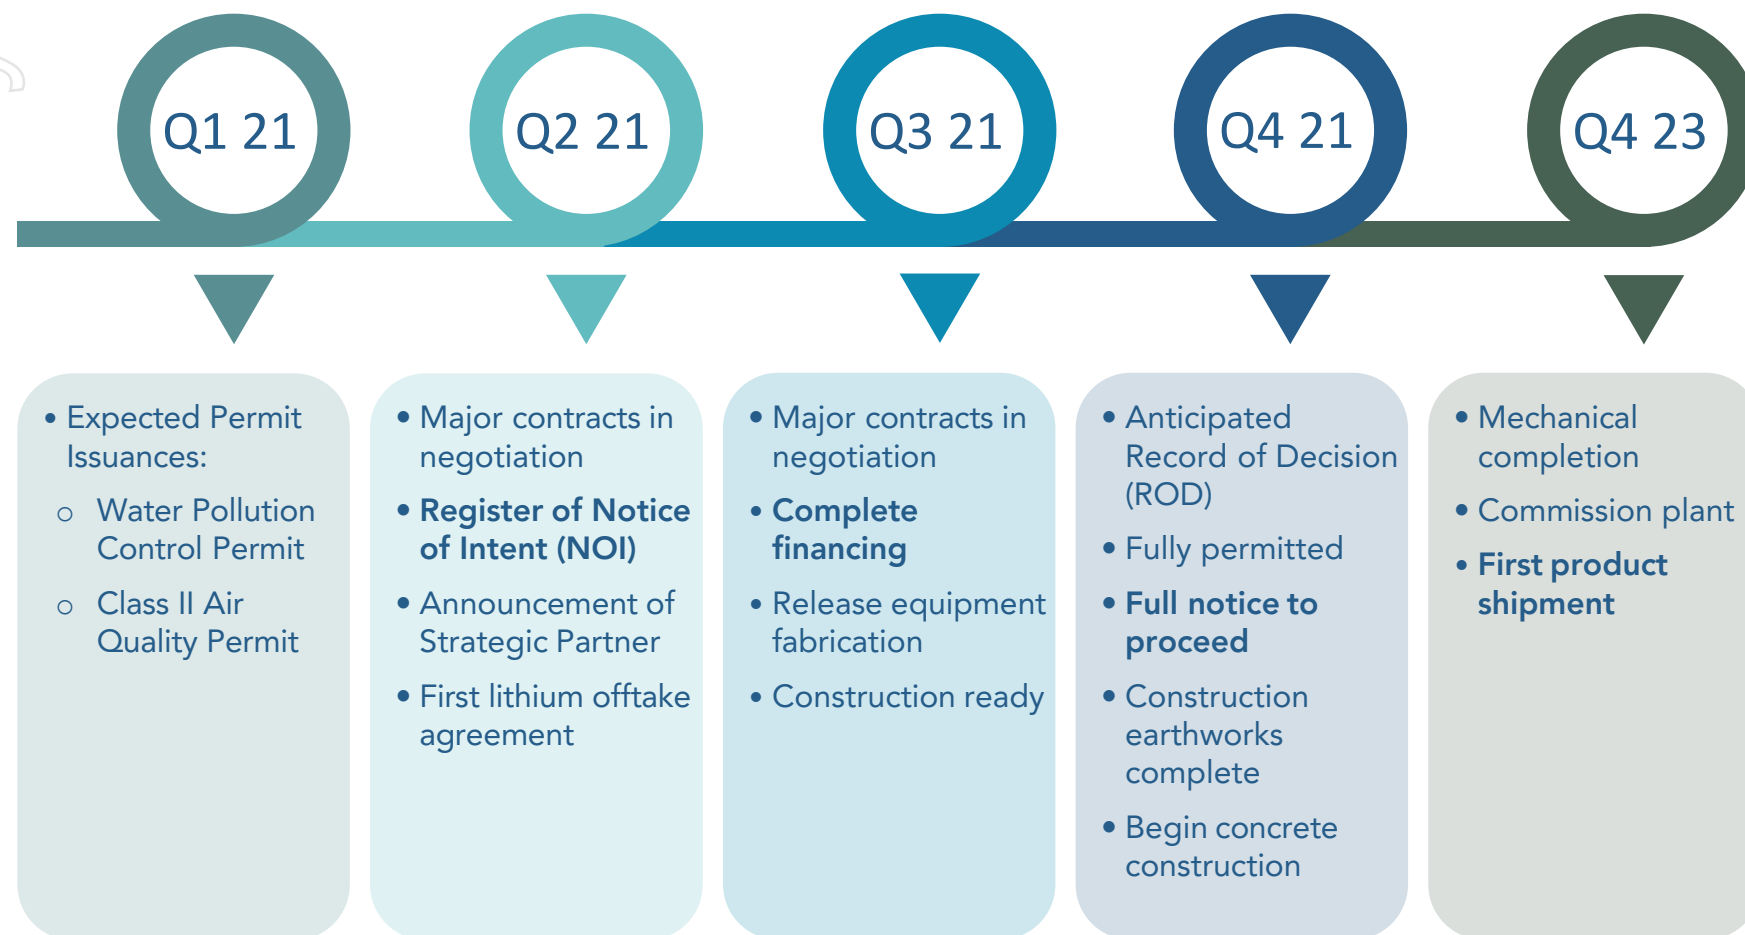 Q1 21
Q2 21
Q3 21
Q4 21
Q4 23
• Expected Permit
Issuances:
o Water Pollution
Control Permit
o Class II Air
Quality Permit
• Major contracts in
negotiation
• Register of Notice
of Intent (NOI)
• Announcement of
Strategic Partner
• First lithium offtake
agreement
• Major contracts in
negotiation
• Complete
financing
• Release equipment
fabrication
• Construction ready
• Anticipated
Record of Decision
(ROD)
• Fully permitted
• Full notice to
proceed
• Construction
earthworks
complete
• Begin concrete
construction
• Mechanical
completion
• Commission plant
• First product
shipment